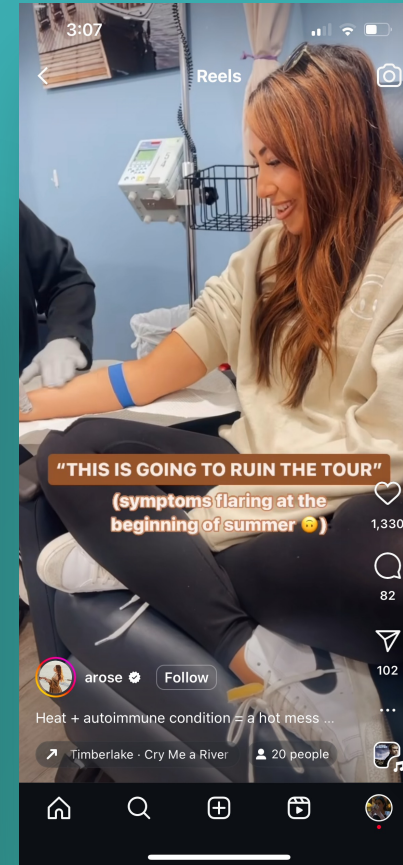 3:07
Reels
“THIS IS GOING TO RUIN THE TOUR”
(symptoms flaring at the
beginning of summer 🙃)
1,330
82
102
arose
Follow
Heat + autoimmune condition = a hot mess ...
Timberlake · Cry Me a River
20 people